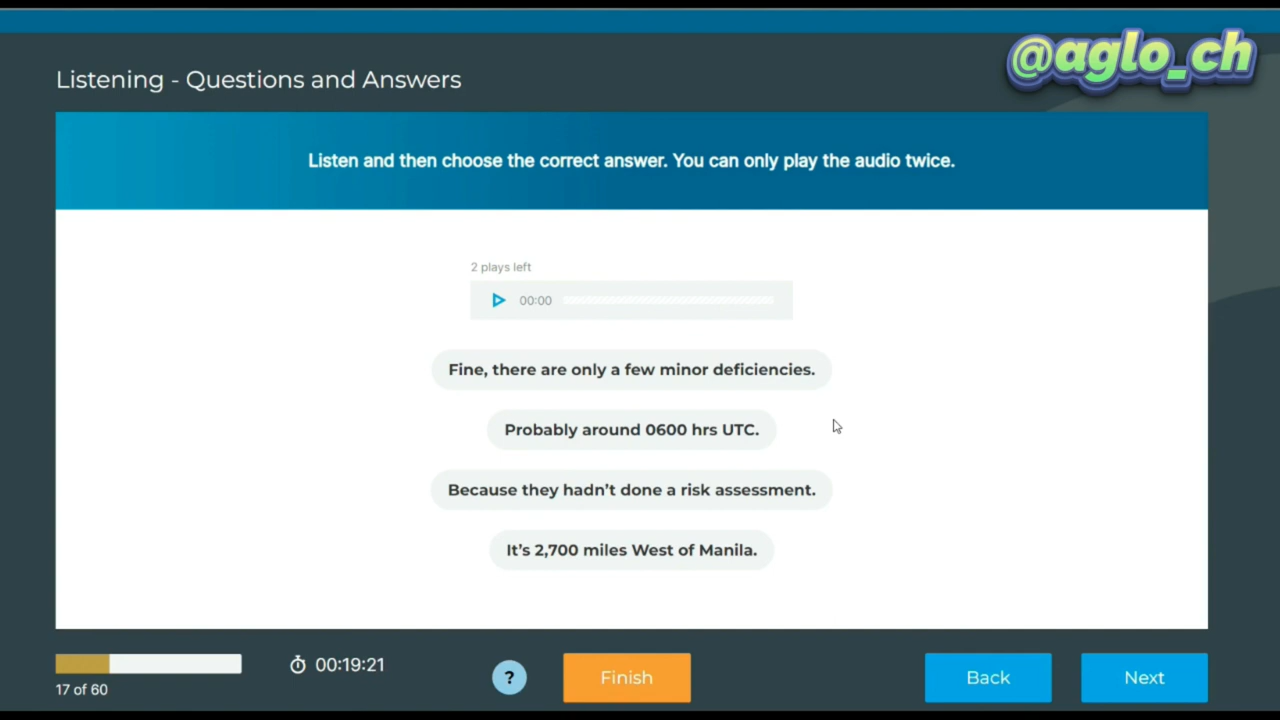 @aglo_ch
Listening - Questions and Answers
Listen and then choose the correct answer. You can only play the audio twice.
2 plays left
00:00
Fine, there are only a few minor deficiencies.
Probably around 0600 hrs UTC.
Because they hadn’t done a risk assessment.
It’s 2,700 miles West of Manila.
00:19:21
17 of 60
?
Finish
Back
Next